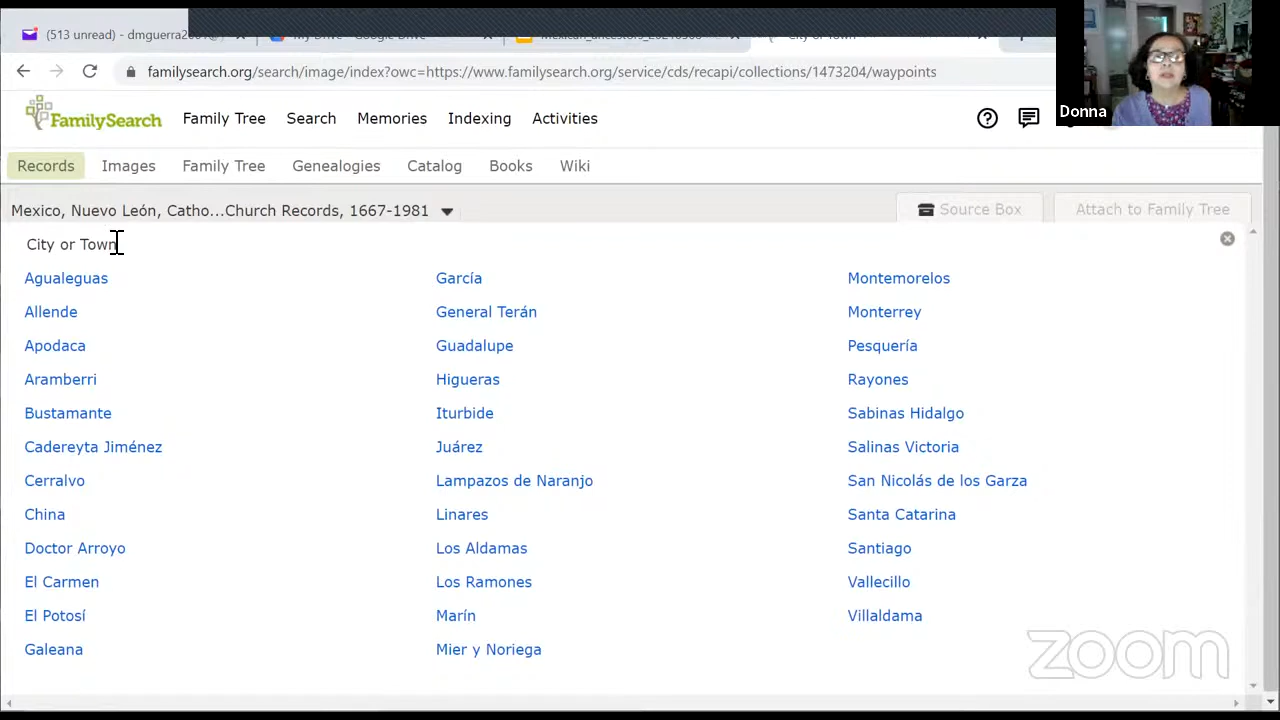 (513 unread) - dmguerra2001@
My Drive - Google Drive
Mexican_ancestors_20210306
City or Town
familysearch.org/search/image/index?owc=https://www.familysearch.org/service/cds/recapi/collections/1473204/waypoints
Donna
FamilySearch Family Tree Search Memories Indexing Activities
Records Images Family Tree Genealogies Catalog Books Wiki
Mexico, Nuevo León, Catho...Church Records, 1667-1981
Source Box Attach to Family Tree
City or Town
Agualeguas García Montemorelos
Allende General Terán Monterrey
Apodaca Guadalupe Pesquería
Aramberri Higueras Rayones
Bustamante Iturbide Sabinas Hidalgo
Cadereyta Jiménez Juárez Salinas Victoria
Cerralvo Lampazos de Naranjo San Nicolás de los Garza
China Linares Santa Catarina
Doctor Arroyo Los Aldamas Santiago
El Carmen Los Ramones Vallecillo
El Potosí Marín Villaldama
Galeana Mier y Noriega
zoom